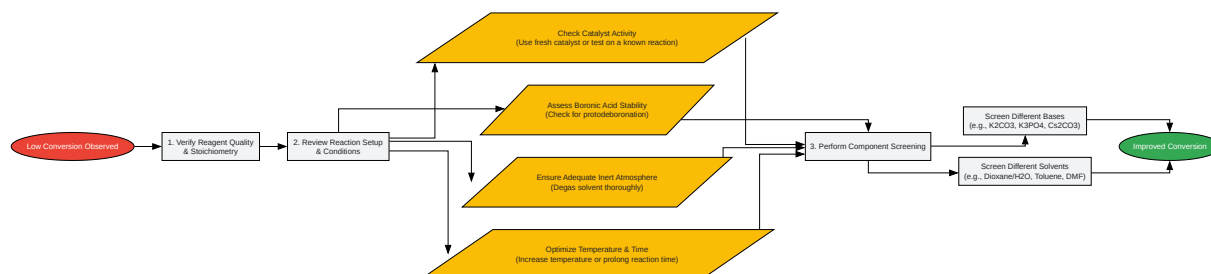 Low Conversion Observed
1. Verify Reagent Quality
& Stoichiometry
2. Review Reaction Setup
& Conditions
Check Catalyst Activity
(Use fresh catalyst or test on a known reaction)
Assess Boronic Acid Stability
(Check for protodeboronation)
Ensure Adequate Inert Atmosphere
(Degas solvent thoroughly)
Optimize Temperature & Time
(Increase temperature or prolong reaction time)
3. Perform Component Screening
Screen Different Bases
(e.g., K2CO3, K3PO4, Cs2CO3)
Screen Different Solvents
(e.g., Dioxane/H2O, Toluene, DMF)
Improved Conversion